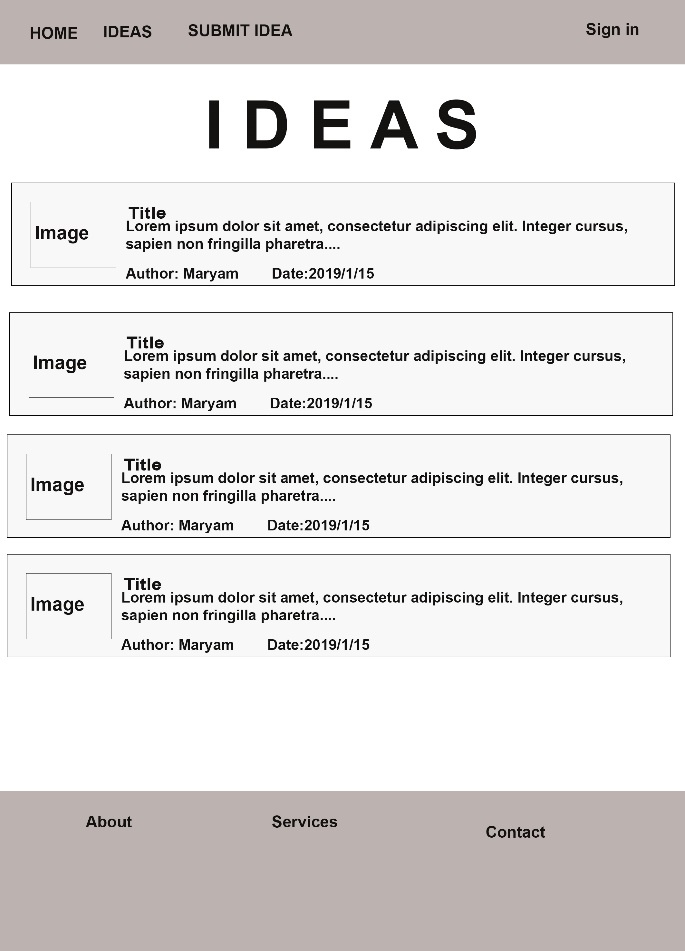 HOME IDEAS SUBMIT IDEA Sign in
IDEAS
Image
Title
Lorem ipsum dolor sit amet, consectetur adipiscing elit. Integer cursus,
sapien non fringilla pharetra....
Author: Maryam Date:2019/1/15
Image
Title
Lorem ipsum dolor sit amet, consectetur adipiscing elit. Integer cursus,
sapien non fringilla pharetra....
Author: Maryam Date:2019/1/15
Image
Title
Lorem ipsum dolor sit amet, consectetur adipiscing elit. Integer cursus,
sapien non fringilla pharetra....
Author: Maryam Date:2019/1/15
Image
Title
Lorem ipsum dolor sit amet, consectetur adipiscing elit. Integer cursus,
sapien non fringilla pharetra....
Author: Maryam Date:2019/1/15
About Services Contact